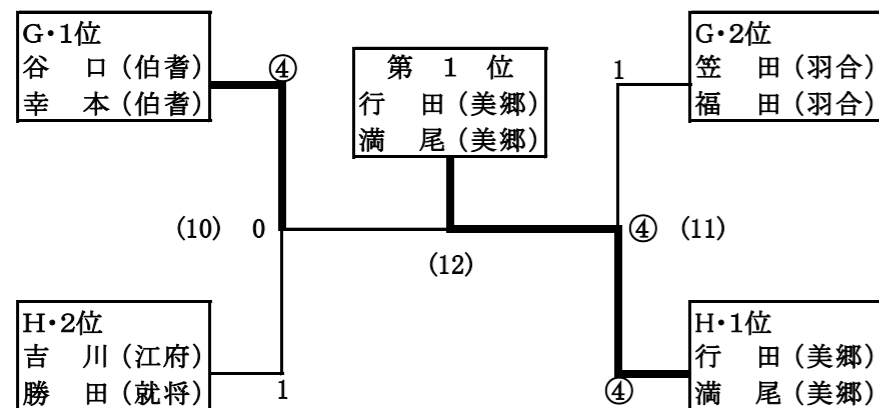 G・1位
谷 口(伯耆)
幸 本(伯耆)
④
第 1 位
行 田(美郷)
満 尾(美郷)
1
G・2位
笠 田(羽合)
福 田(羽合)
(10) 0
(12)
④ (11)
H・2位
吉 川(江府)
勝 田(就将)
1
④
H・1位
行 田(美郷)
満 尾(美郷)